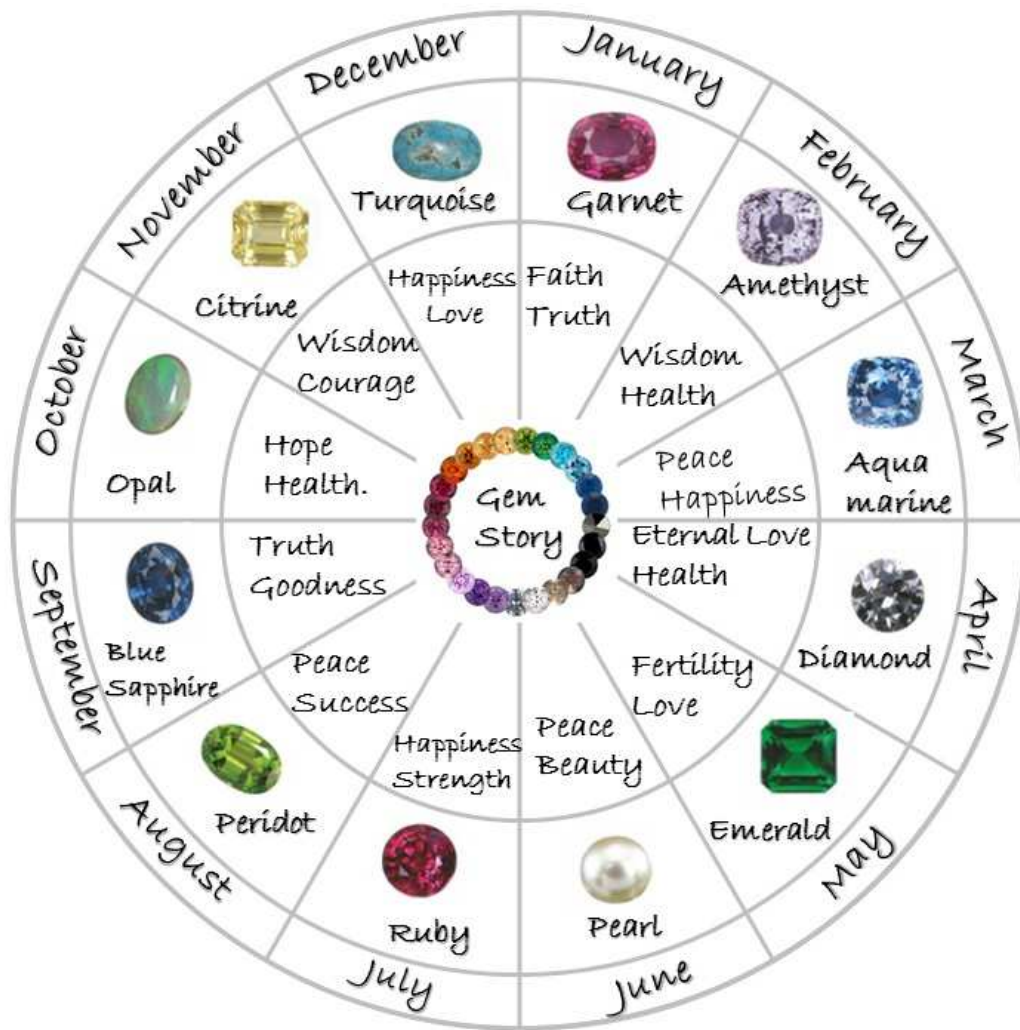 January
Garnet
Faith
Truth
February
Amethyst
Wisdom
Health
March
Aqua
marine
Peace
Happiness
April
Diamond
Eternal Love
Health
May
Emerald
Fertility
Love
June
Pearl
Peace
Beauty
July
Ruby
Happiness
Strength
August
Peridot
Peace
Success
September
Blue
Sapphire
Truth
Goodness
October
Opal
Hope
Health.
November
Citrine
Wisdom
Courage
December
Turquoise
Happiness
Love
Gem
Story